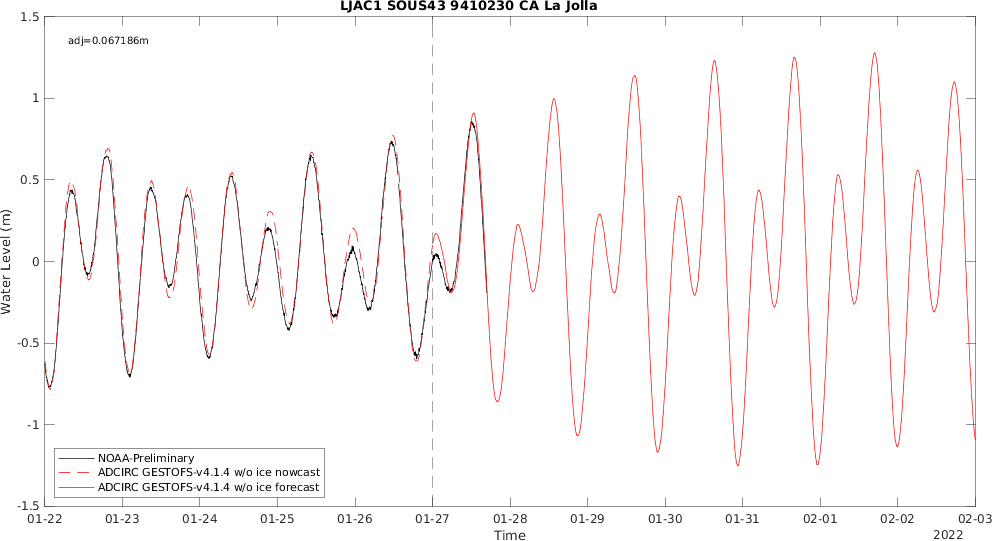 LJAC1 SOUS43 9410230 CA La Jolla
adj=0.067186m
1.5
1
0.5
0
-0.5
-1
-1.5
Water Level (m)
NOAA-Preliminary
ADCIRC GESTOFS-v4.1.4 w/o ice nowcast
ADCIRC GESTOFS-v4.1.4 w/o ice forecast
01-22 01-23 01-24 01-25 01-26 01-27 01-28 01-29 01-30 01-31 02-01 02-02 02-03
Time
2022